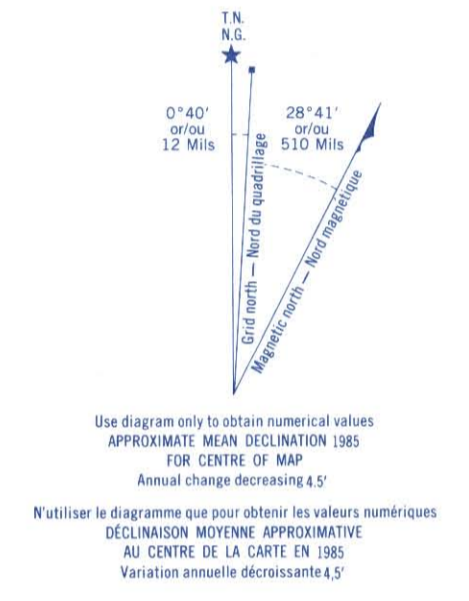 T.N.
N.G.
0°40'
or/ou
12 Mils
28°41'
or/ou
510 Mils
Grid north — Nord du quadrillage
Magnetic north — Nord magnetique
Use diagram only to obtain numerical values
APPROXIMATE MEAN DECLINATION 1985
FOR CENTRE OF MAP
Annual change decreasing 4.5'
N'utiliser le diagramme que pour obtenir les valeurs numériques
DÉCLINAISON MOYENNE APPROXIMATIVE
AU CENTRE DE LA CARTE EN 1985
Variation annuelle décroissante 4,5'